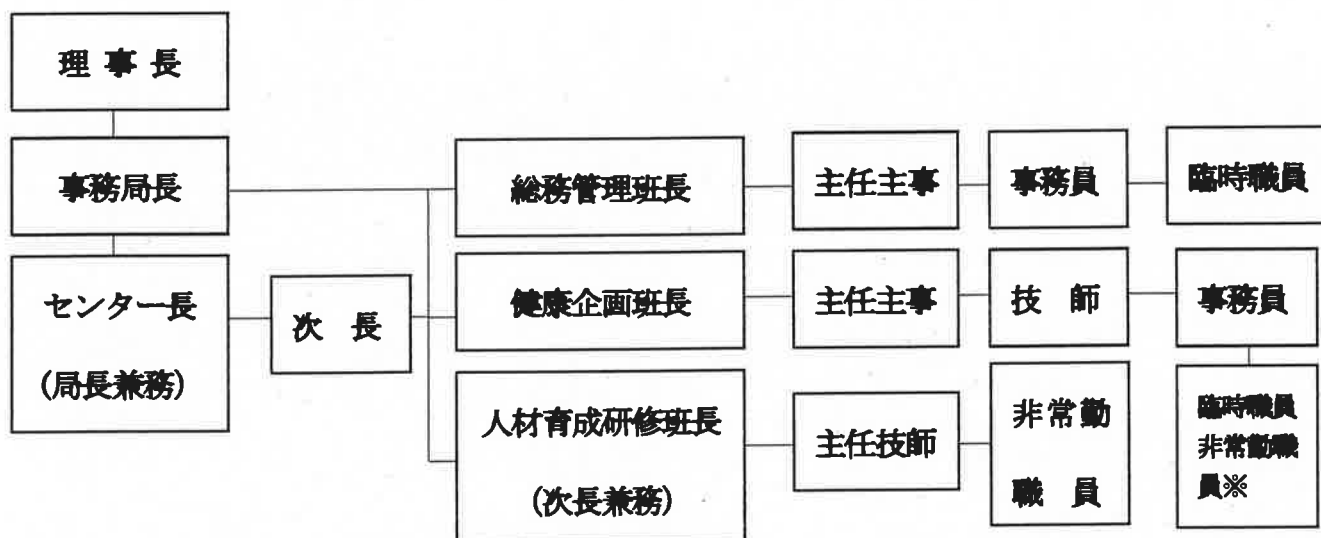 理 事 長
事務局長
総務管理班長
主任主事
事務員
臨時職員
センター長
(局長兼務)
次 長
健康企画班長
主任主事
技 師
事務員
人材育成研修班長
(次長兼務)
主任技師
非常勤
職 員
臨時職員
非常勤職
員※